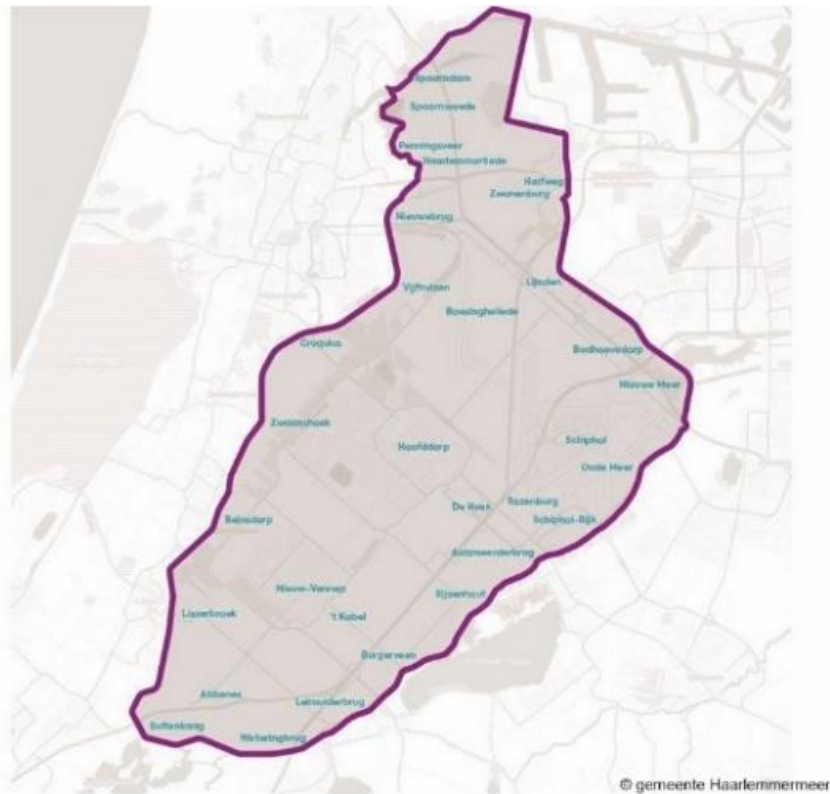 Spaarndam
Spaarnwoude
Penningsveer
Haarlemmerliede
Halfweg
Zwanenburg
Nieuwebrug
Vijfhuizen
Lijnden
Boesingheliede
Cruquius
Badhoevedorp
Nieuwe Meer
Zwaanshoek
Schiphol
Hoofddorp
Oude Meer
De Hoek
Rozenburg
Schiphol-Rijk
Beinsdorp
Aalsmeerderbrug
Nieuw-Vennep
Rijsenhout
Lisserbroek
't Kabel
Burgerveen
Abbenes
Leimuiderbrug
Buitenkaag
Weteringbrug
© gemeente Haarlemmermeer